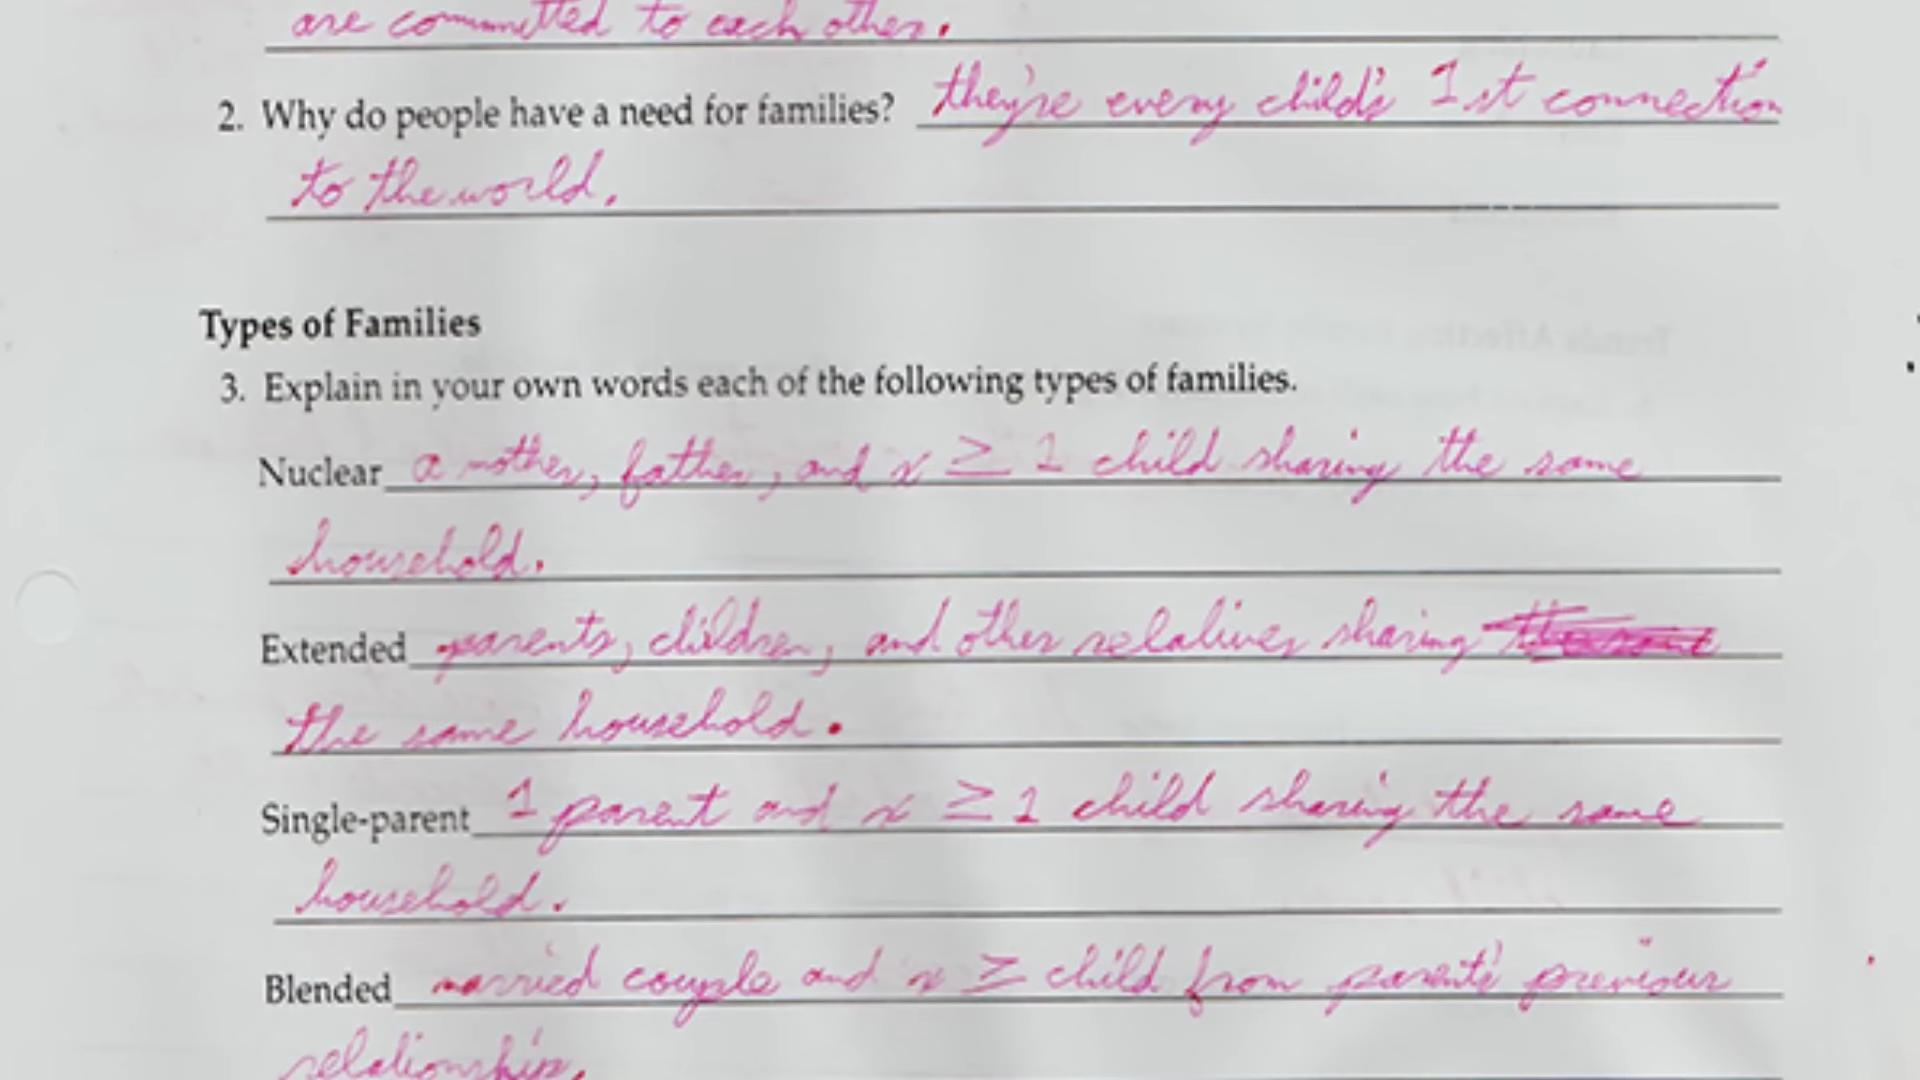 are committed to each other.
2. Why do people have a need for families? they're every child's 1st connection
to the world.
Types of Families
3. Explain in your own words each of the following types of families.
Nuclear a mother, father, and x ≥ 1 child sharing the same
household.
Extended parents, children, and other relatives sharing
the same household.
Single-parent 1 parent and x ≥ 1 child sharing the same
household.
Blended married couple and x ≥ child from parent's previous
relationship.